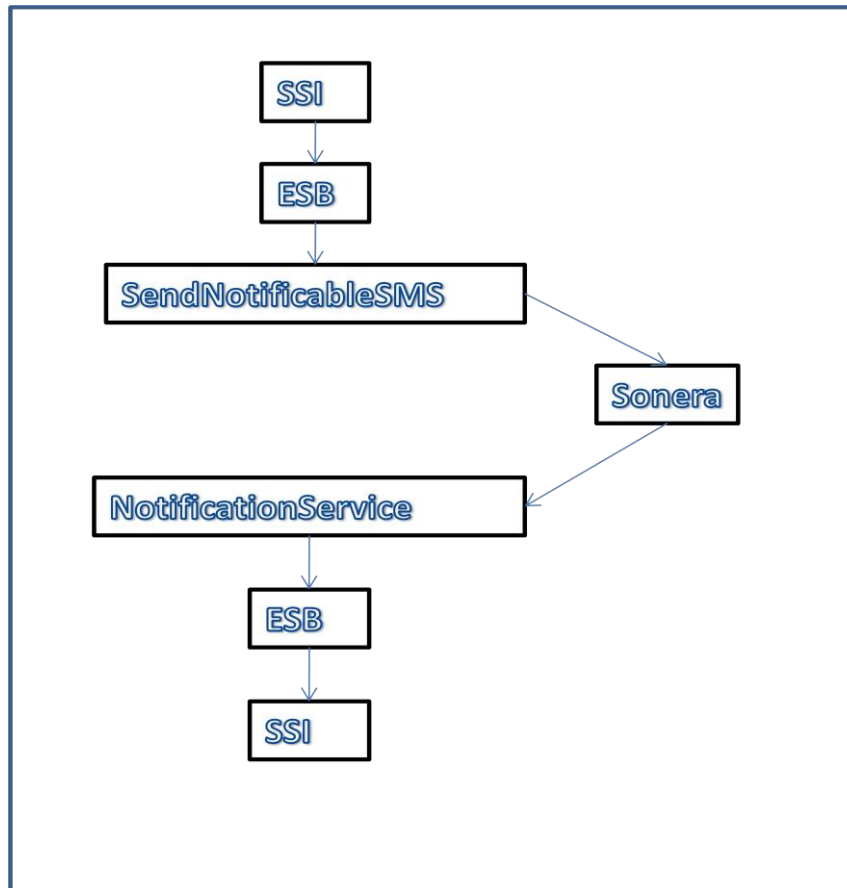 SSI
ESB
SendNotificableSMS
Sonera
NotificationService
ESB
SSI